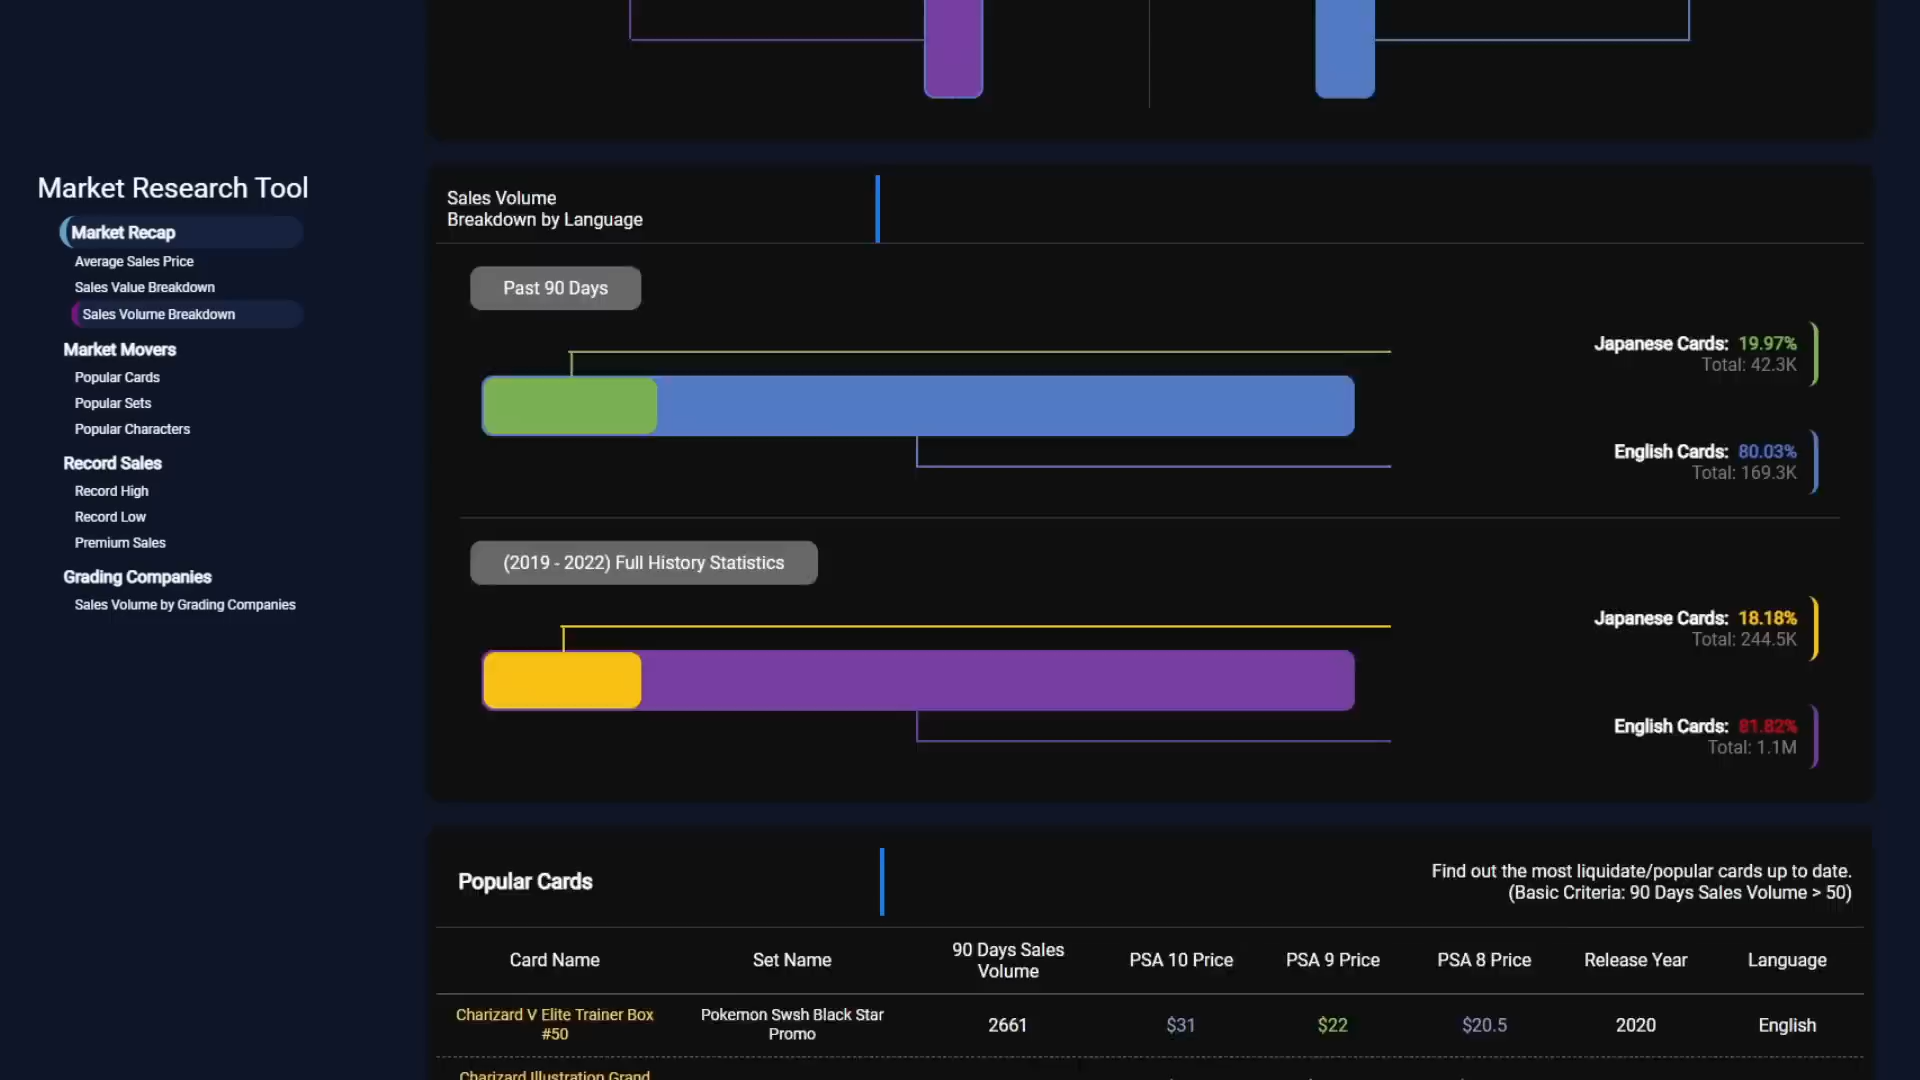 Market Research Tool
Market Recap
Average Sales Price
Sales Value Breakdown
Sales Volume Breakdown
Market Movers
Popular Cards
Popular Sets
Popular Characters
Record Sales
Record High
Record Low
Premium Sales
Grading Companies
Sales Volume by Grading Companies
Sales Volume
Breakdown by Language
Past 90 Days
Japanese Cards: 19.97%
Total: 42.3K
English Cards: 80.03%
Total: 169.3K
(2019 - 2022) Full History Statistics
Japanese Cards: 18.18%
Total: 244.5K
English Cards: 81.82%
Total: 1.1M
Popular Cards
Find out the most liquidate/popular cards up to date.
(Basic Criteria: 90 Days Sales Volume > 50)
Card Name
Set Name
90 Days Sales
Volume
PSA 10 Price
PSA 9 Price
PSA 8 Price
Release Year
Language
Charizard V Elite Trainer Box
#50
Pokemon Swsh Black Star
Promo
2661
$31
$22
$20.5
2020
English
Charizard Illustration Grand